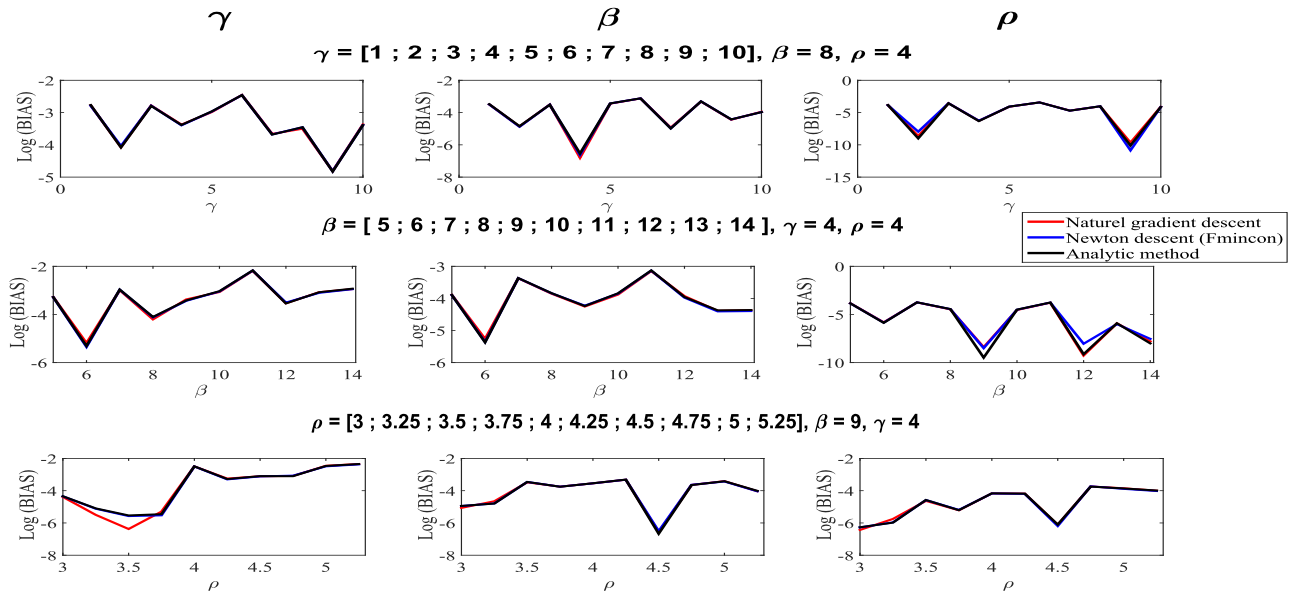 γ β ρ
γ = [1 ; 2 ; 3 ; 4 ; 5 ; 6 ; 7 ; 8 ; 9 ; 10], β = 8, ρ = 4
-2
-3
-4
-5
0 5 10
Log (BIAS)
γ
-2
-4
-6
-8
0 5 10
Log (BIAS)
γ
0
-5
-10
-15
0 5 10
Log (BIAS)
γ
β = [ 5 ; 6 ; 7 ; 8 ; 9 ; 10 ; 11 ; 12 ; 13 ; 14 ], γ = 4, ρ = 4
Naturel gradient descent
Newton descent (Fmincon)
Analytic method
-2
-4
-6
6 8 10 12 14
Log (BIAS)
β
-3
-4
-5
-6
6 8 10 12 14
Log (BIAS)
β
0
-5
-10
6 8 10 12 14
Log (BIAS)
β
ρ = [3 ; 3.25 ; 3.5 ; 3.75 ; 4 ; 4.25 ; 4.5 ; 4.75 ; 5 ; 5.25], β = 9, γ = 4
-2
-4
-6
-8
3 3.5 4 4.5 5
Log (BIAS)
ρ
-2
-4
-6
-8
3 3.5 4 4.5 5
Log (BIAS)
ρ
-2
-4
-6
-8
3 3.5 4 4.5 5
Log (BIAS)
ρ